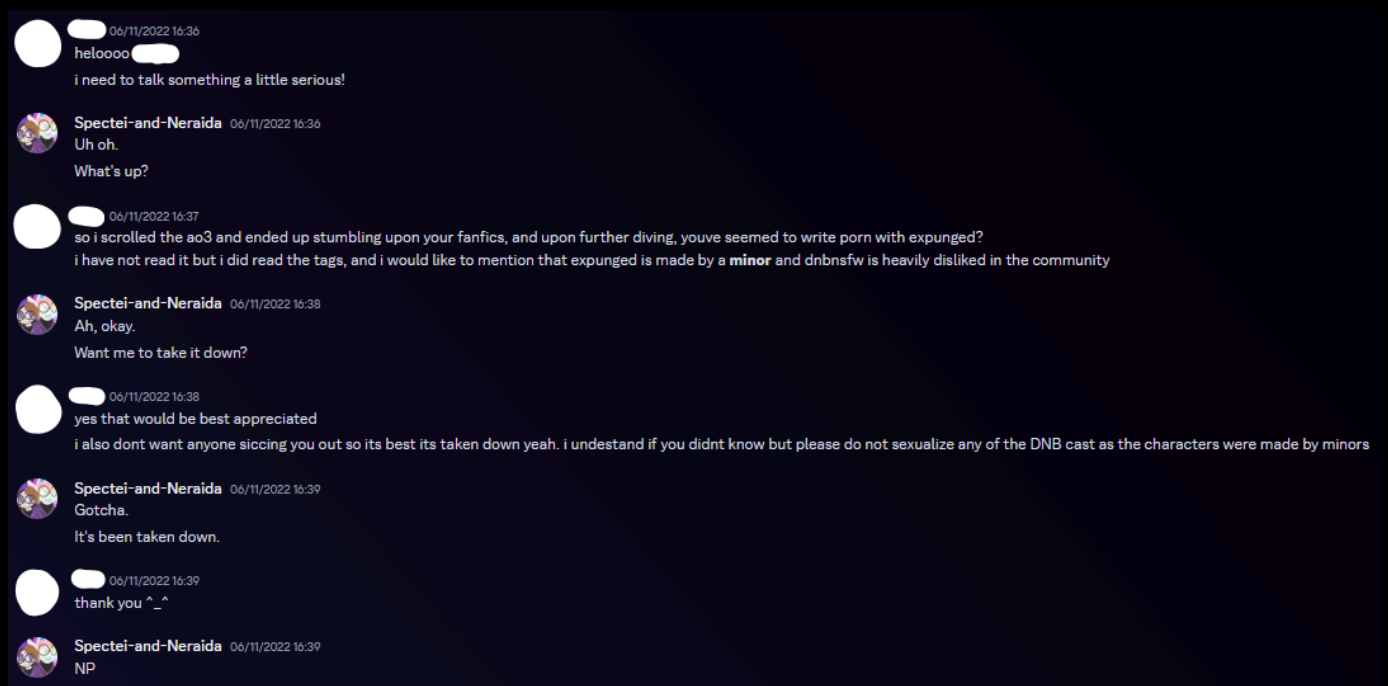 06/11/2022 16:36
heloooo
i need to talk something a little serious!
Spectei-and-Neraida 06/11/2022 16:36
Uh oh.
What's up?
06/11/2022 16:37
so i scrolled the ao3 and ended up stumbling upon your fanfics, and upon further diving, youve seemed to write porn with expunged?
i have not read it but i did read the tags, and i would like to mention that expunged is made by a minor and dnbnsfw is heavily disliked in the community
Spectei-and-Neraida 06/11/2022 16:38
Ah, okay.
Want me to take it down?
06/11/2022 16:38
yes that would be best appreciated
i also dont want anyone siccing you out so its best its taken down yeah. i undestand if you didnt know but please do not sexualize any of the DNB cast as the characters were made by minors
Spectei-and-Neraida 06/11/2022 16:39
Gotcha.
It's been taken down.
06/11/2022 16:39
thank you ^_^
Spectei-and-Neraida 06/11/2022 16:39
NP